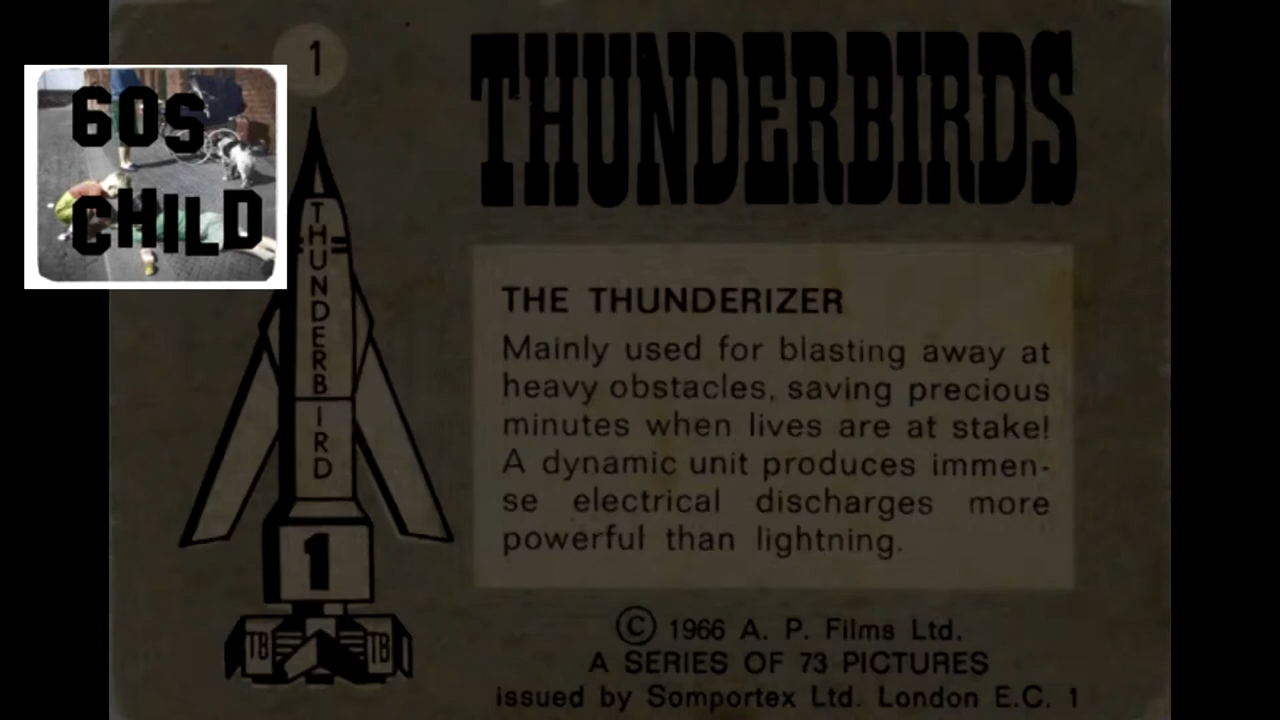 1
THUNDERBIRDS
60S
CHILD
THUNDERBIRD
THE THUNDERIZER
Mainly used for blasting away at
heavy obstacles, saving precious
minutes when lives are at stake!
A dynamic unit produces immen-
se electrical discharges more
powerful than lightning.
1
TB
TB
© 1966 A. P. Films Ltd.
A SERIES OF 73 PICTURES
issued by Somportex Ltd. London E.C. 1